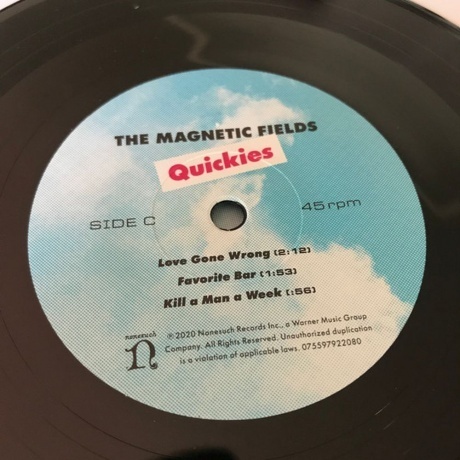 THE MAGNETIC FIELDS
Quickies
SIDE C
45 rpm
Love Gone Wrong (2:12)
Favorite Bar (1:53)
Kill a Man a Week (:56)
nonesuch
n
℗2020 Nonesuch Records Inc., a Warner Music Group
Company. All Rights Reserved. Unauthorized duplication
is a violation of applicable laws. 075597922080